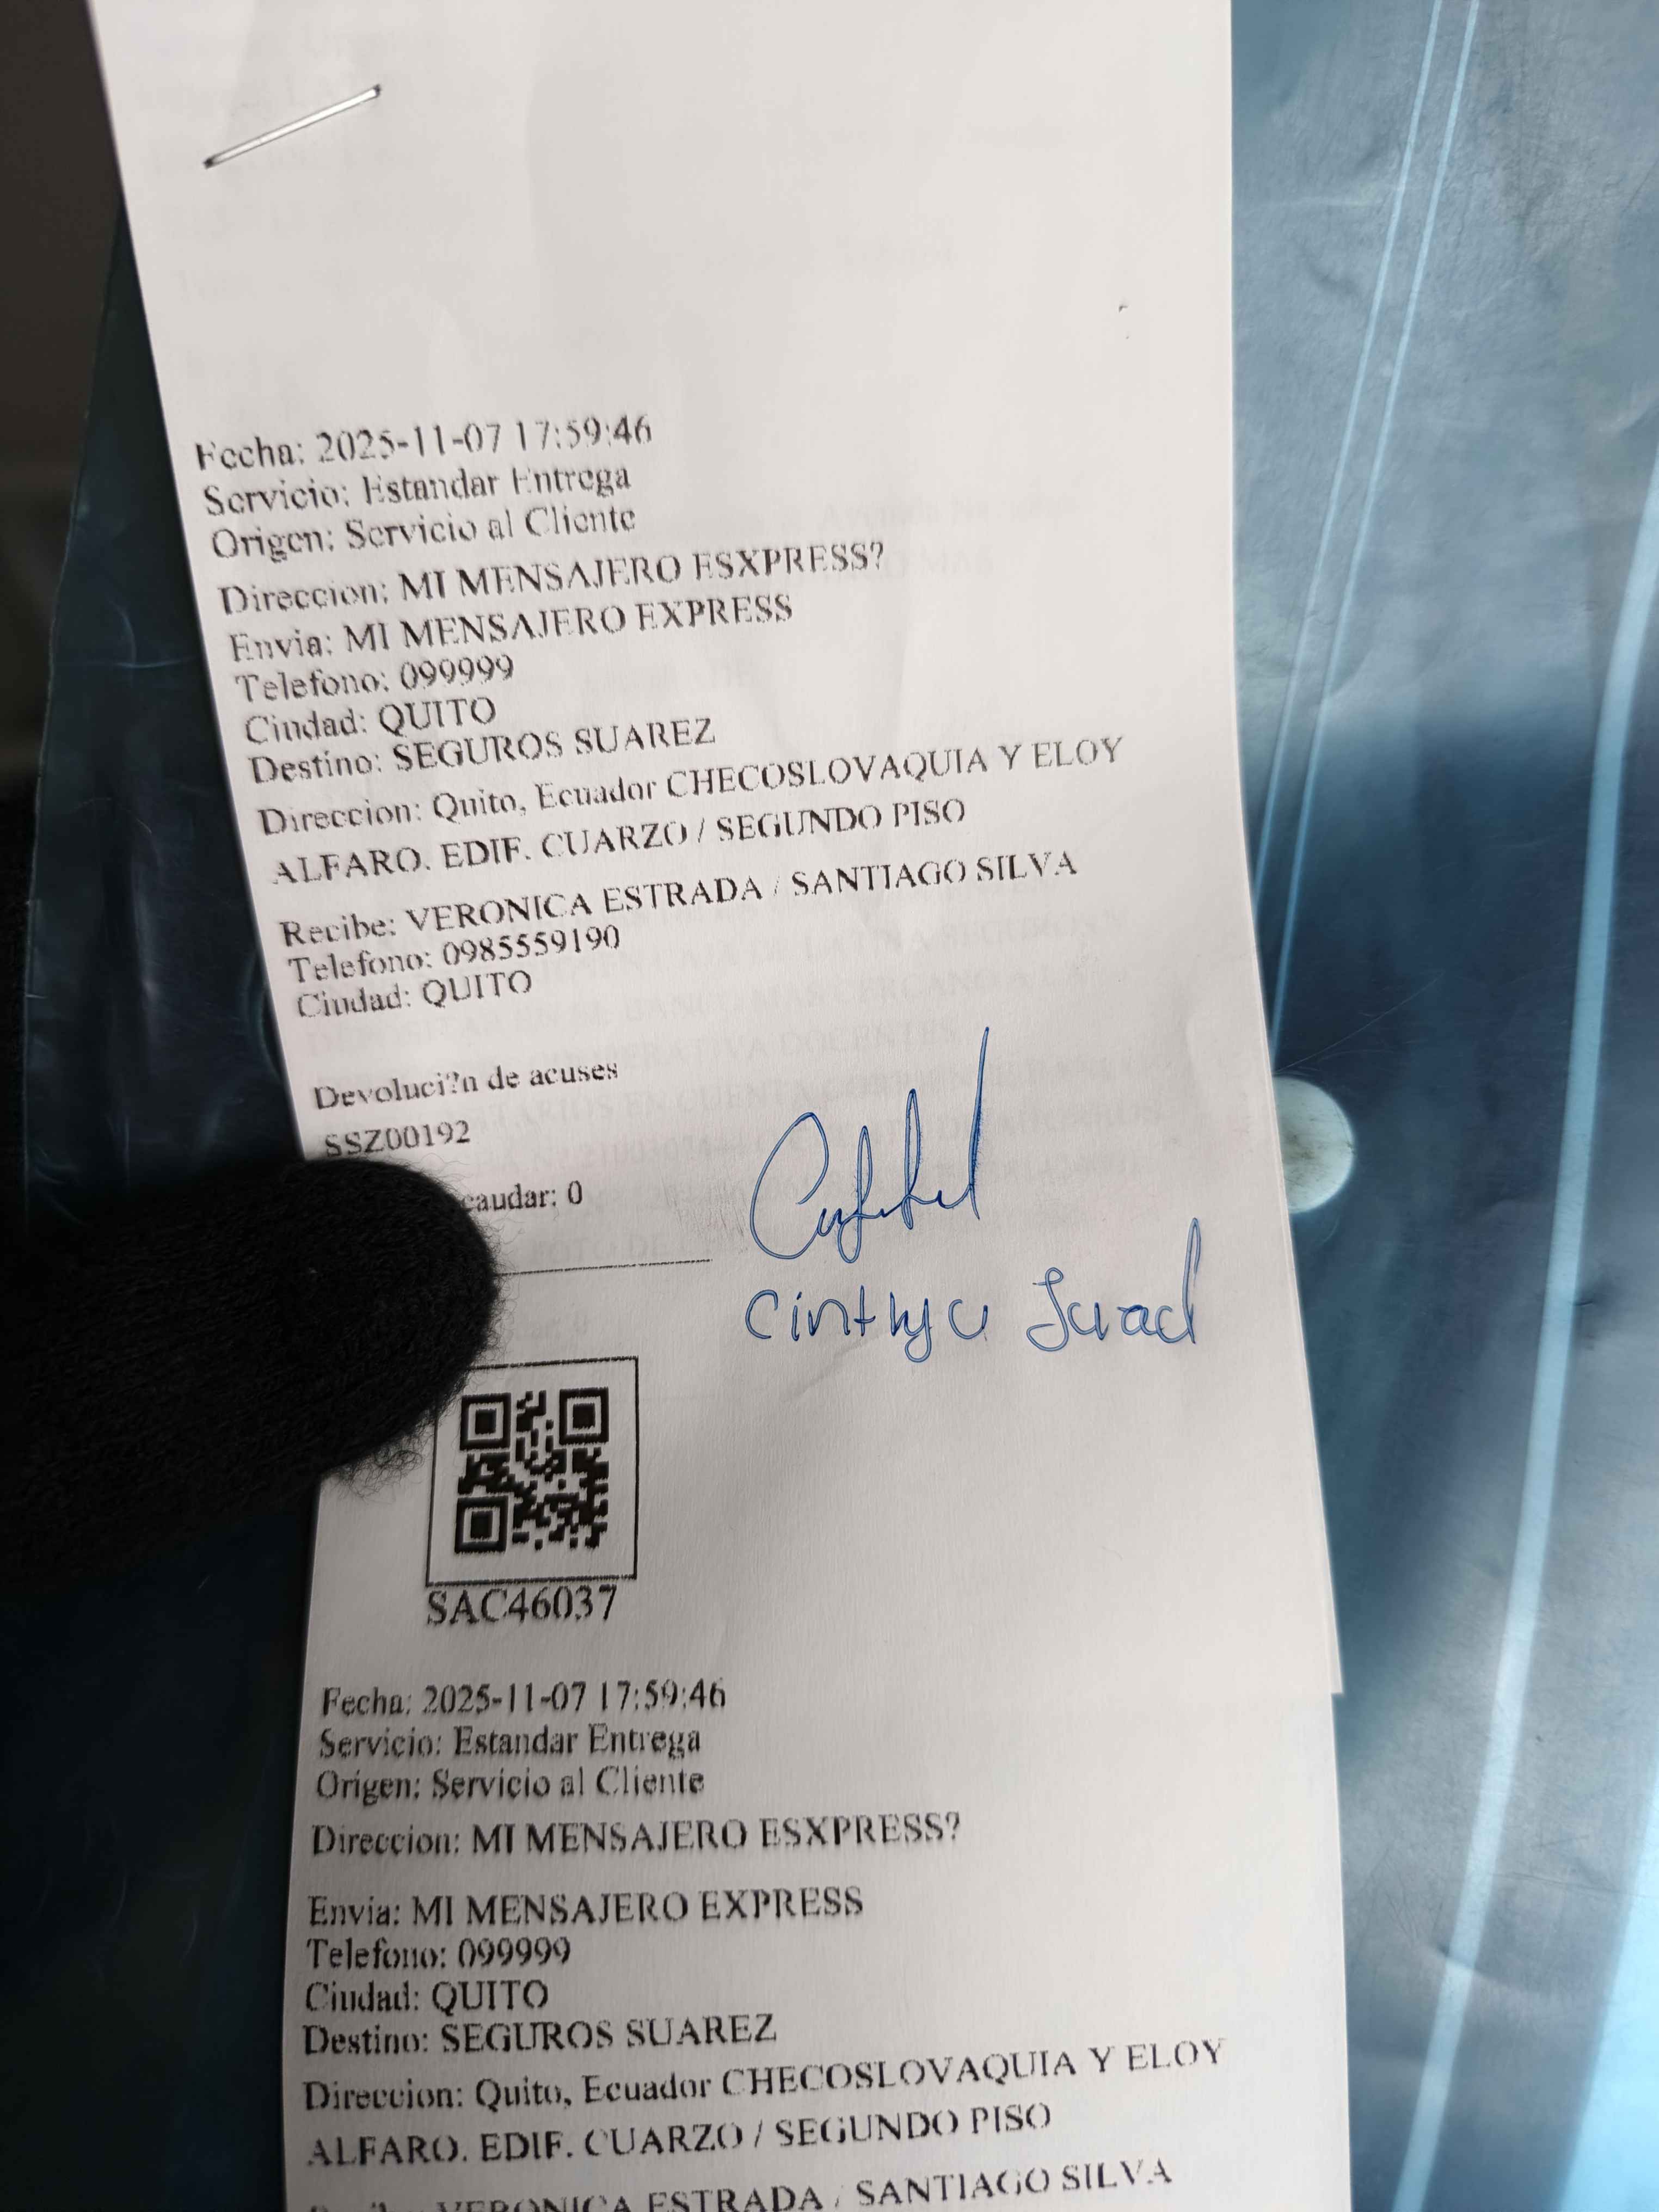 Fecha: 2025-11-07 17:59:46
Servicio: Estandar Entrega
Origen: Servicio al Cliente
Direccion: MI MENSAJERO ESXPRESS?
Envia: MI MENSAJERO EXPRESS
Telefono: 099999
Ciudad: QUITO
Destino: SEGUROS SUAREZ
Direccion: Quito, Ecuador CHECOSLOVAQUIA Y ELOY
ALFARO. EDIF. CUARZO / SEGUNDO PISO
Recibe: VERONICA ESTRADA / SANTIAGO SILVA
Telefono: 0985559190
Ciudad: QUITO
Devoluci?n de acuses
SSZ00192
caudar: 0
SAC46037
Fecha: 2025-11-07 17:59:46
Servicio: Estandar Entrega
Origen: Servicio al Cliente
Direccion: MI MENSAJERO ESXPRESS?
Envia: MI MENSAJERO EXPRESS
Telefono: 099999
Ciudad: QUITO
Destino: SEGUROS SUAREZ
Direccion: Quito, Ecuador CHECOSLOVAQUIA Y ELOY
ALFARO. EDIF. CUARZO / SEGUNDO PISO
VERONICA ESTRADA / SANTIAGO SILVA